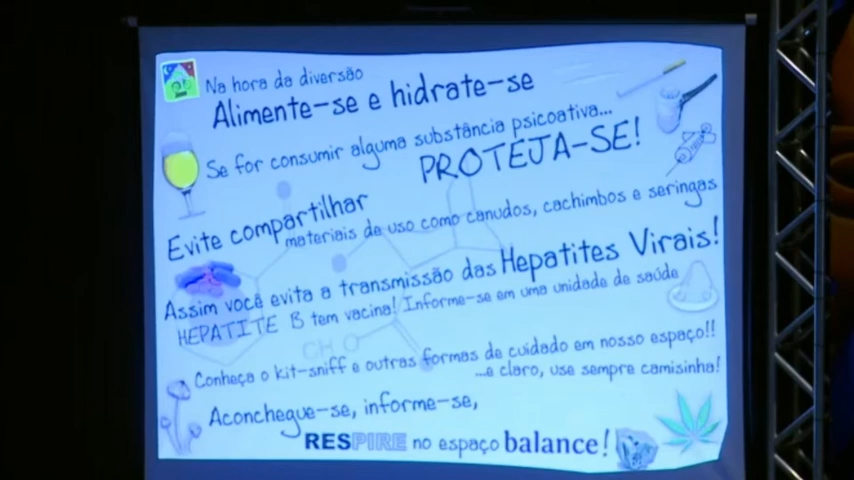 Na hora da diversão
Alimente-se e hidrate-se
Se for consumir alguma substância psicoativa...
PROTEJA-SE!
Evite compartilhar
materiais de uso como canudos, cachimbos e seringas
Assim você evita a transmissão das Hepatites Virais!
HEPATITE B tem vacina! Informe-se em uma unidade de saúde
Conheça o kit-sniff e outras formas de cuidado em nosso espaço!!
...e claro, use sempre camisinha!
Aconchegue-se, informe-se,
RESPIRE no espaço balance!
OH